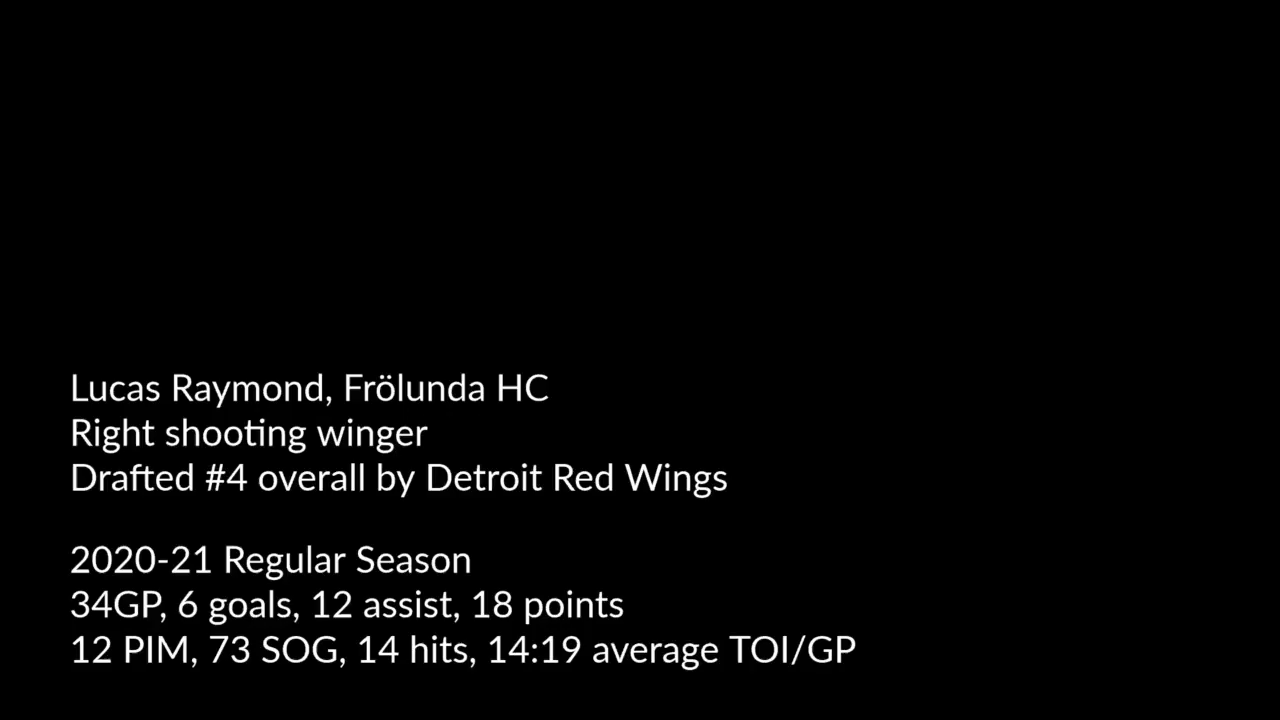 Lucas Raymond, Frölunda HC
Right shooting winger
Drafted #4 overall by Detroit Red Wings
2020-21 Regular Season
34GP, 6 goals, 12 assist, 18 points
12 PIM, 73 SOG, 14 hits, 14:19 average TOI/GP